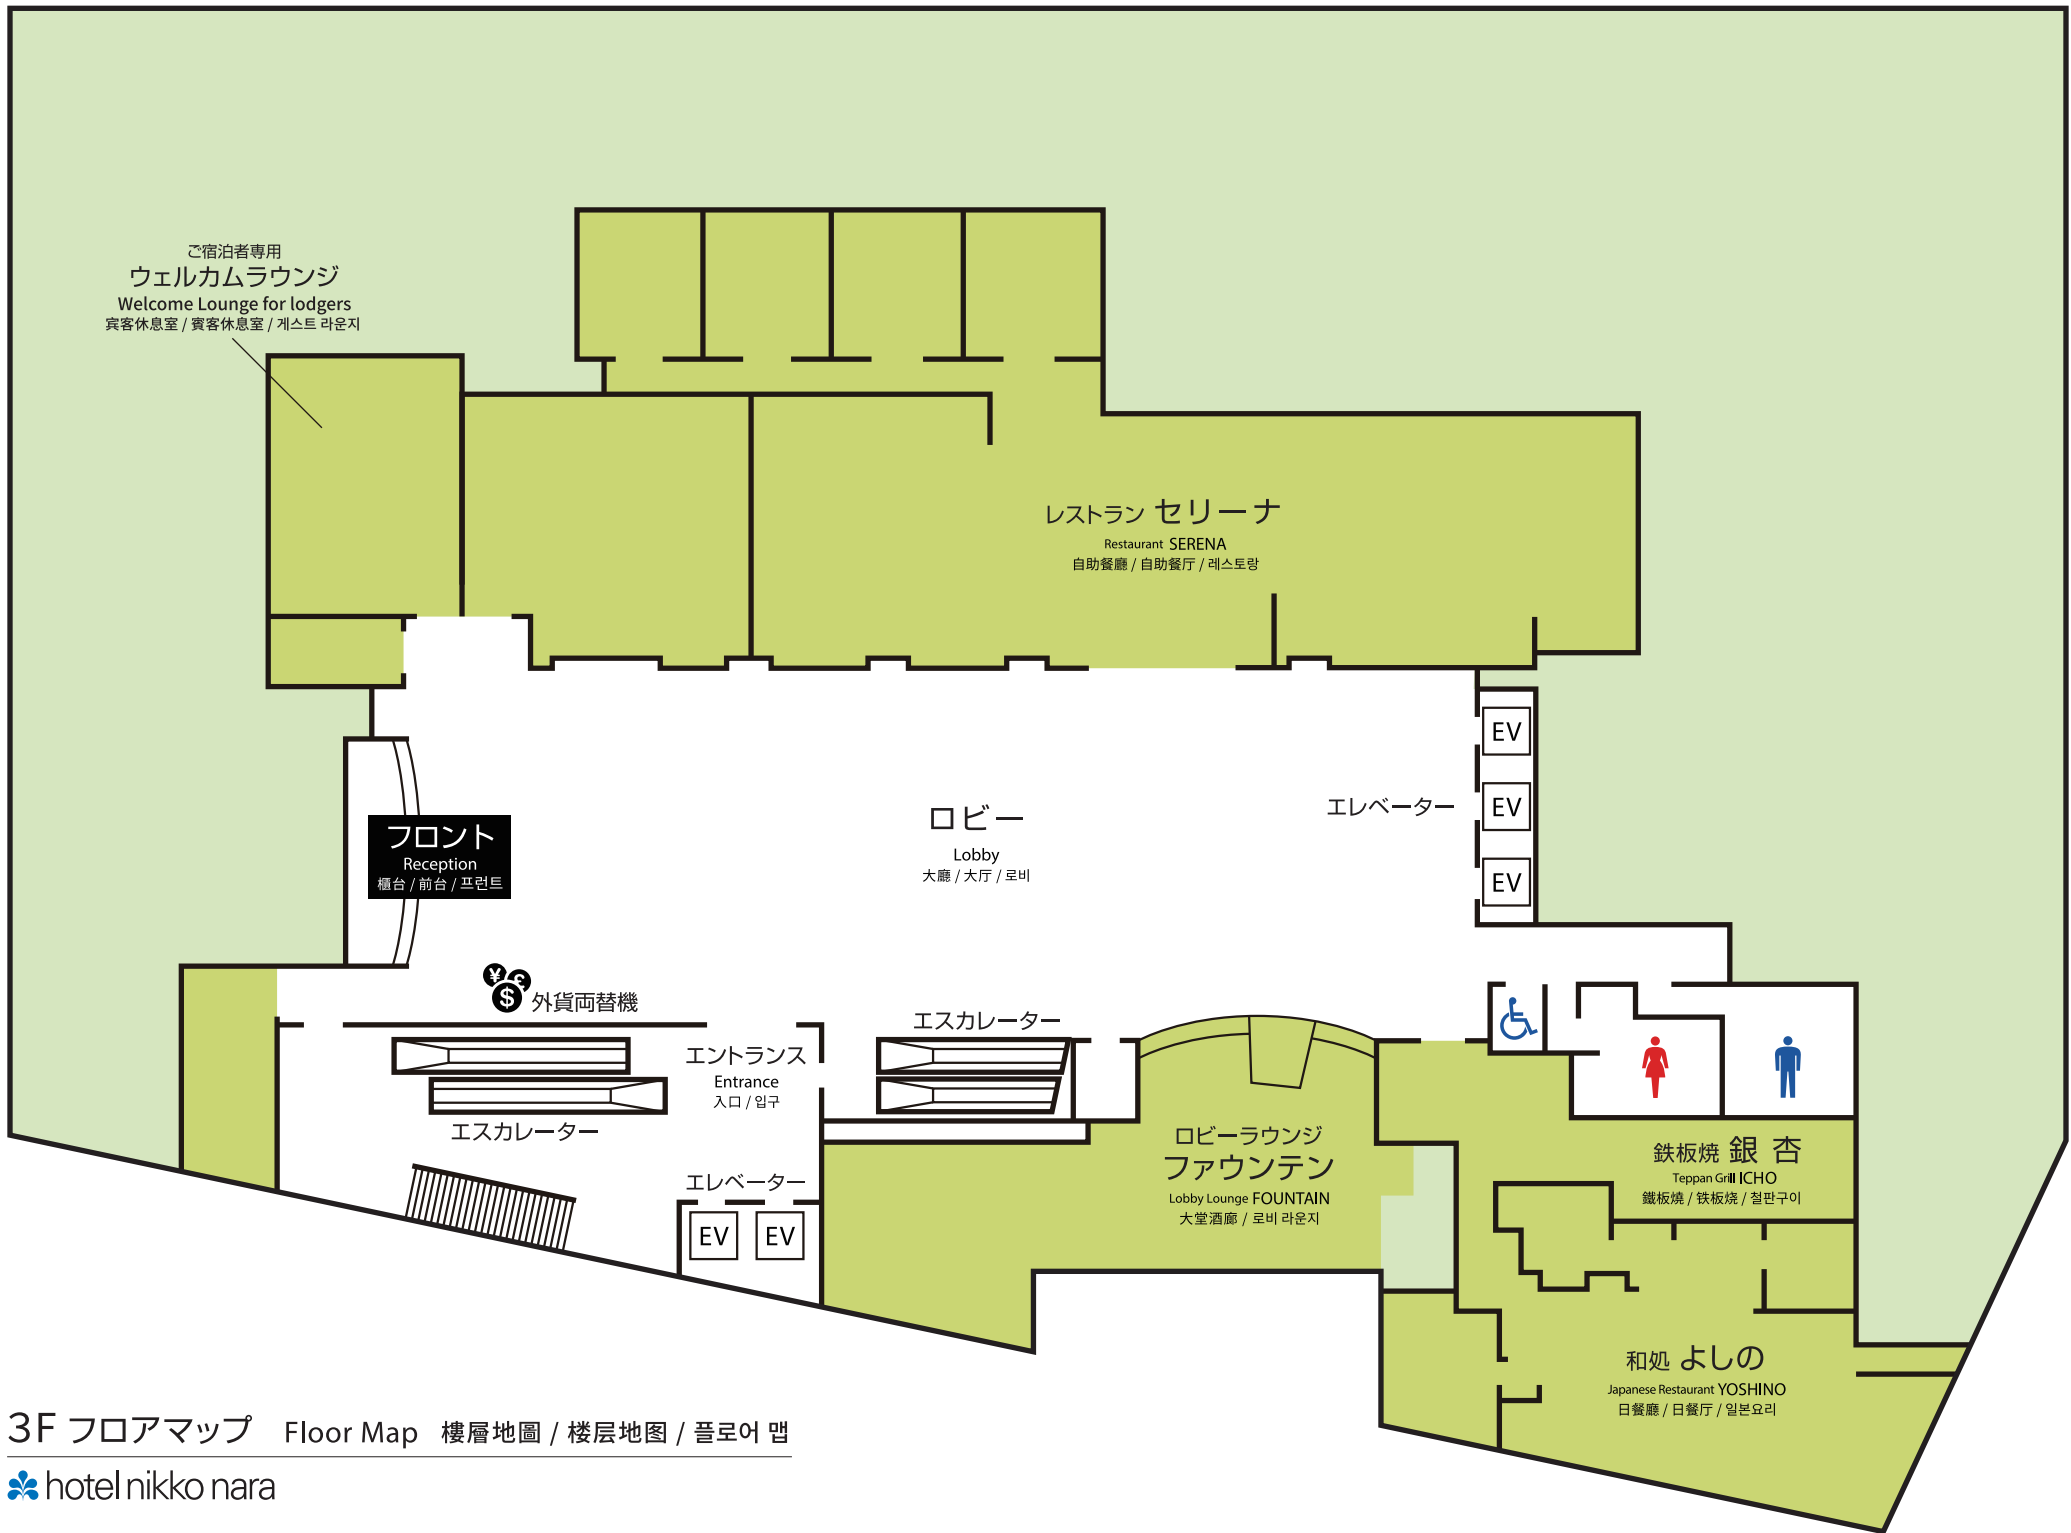 ご宿泊者専用
ウェルカムラウンジ
Welcome Lounge for lodgers
宾客休息室 / 賓客休息室 / 게스트 라운지
レストラン セリーナ
Restaurant SERENA
自助餐廳 / 自助餐厅 / 레스토랑
EV
EV
EV
エレベーター
ロビー
Lobby
大廳 / 大厅 / 로비
フロント
Reception
櫃台 / 前台 / 프런트
¥ £ $
外貨両替機
エスカレーター
エントランス
Entrance
入口 / 입구
エスカレーター
エレベーター
EV EV
ロビーラウンジ
ファウンテン
Lobby Lounge FOUNTAIN
大堂酒廊 / 로비 라운지
鉄板焼 銀杏
Teppan Grill ICHO
鐵板燒 / 铁板烧 / 철판구이
和処 よしの
Japanese Restaurant YOSHINO
日餐廳 / 日餐厅 / 일본요리
3F フロアマップ Floor Map 樓層地圖 / 楼层地图 / 플로어 맵
hotel nikko nara